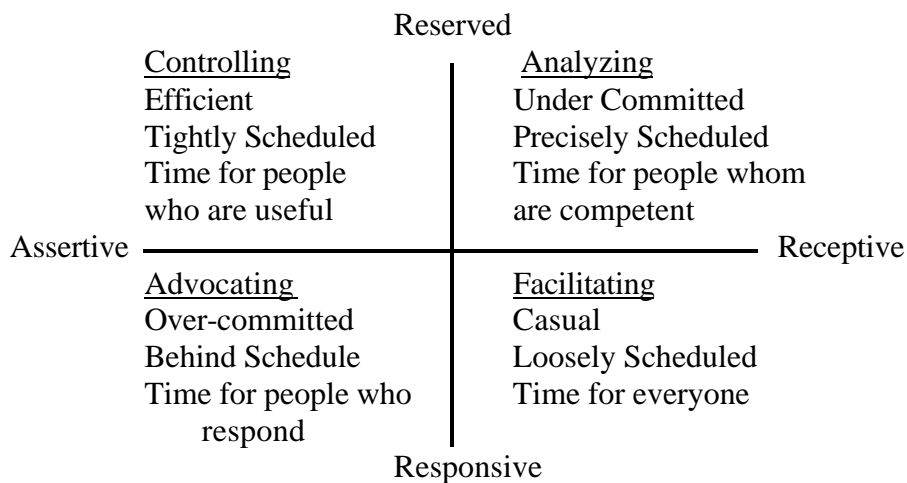 Reserved
Controlling
Efficient
Tightly Scheduled
Time for people
who are useful
Analyzing
Under Committed
Precisely Scheduled
Time for people whom
are competent
Assertive
Receptive
Advocating
Over-committed
Behind Schedule
Time for people who
respond
Facilitating
Casual
Loosely Scheduled
Time for everyone
Responsive